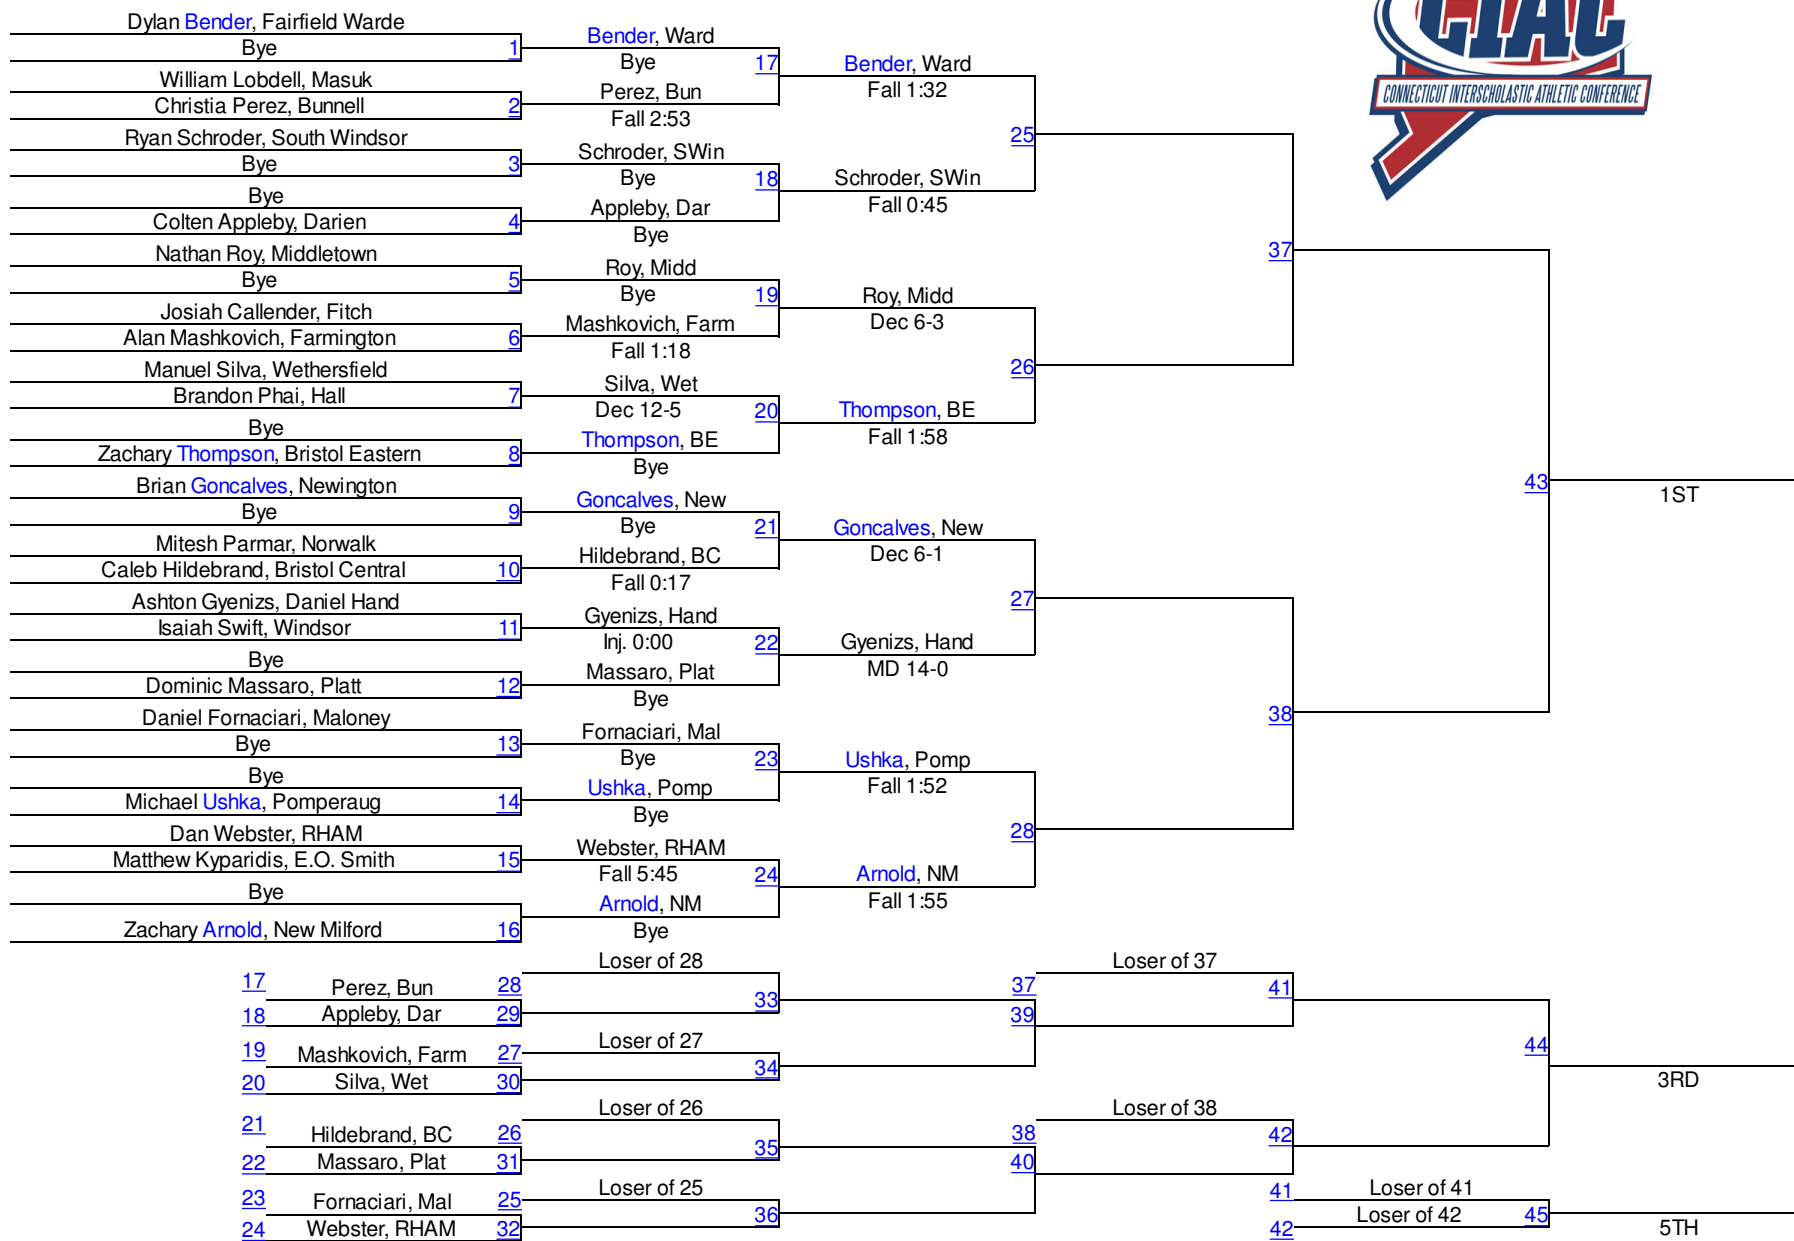 CIAC
CONNECTICUT INTERSCHOLASTIC ATHLETIC CONFERENCE
Dylan Bender, Fairfield Warde
Bye
1
William Lobdell, Masuk
Christia Perez, Bunnell
2
Ryan Schroder, South Windsor
Bye
3
Bye
Colten Appleby, Darien
4
Nathan Roy, Middletown
Bye
5
Josiah Callender, Fitch
Alan Mashkovich, Farmington
6
Manuel Silva, Wethersfield
Brandon Phai, Hall
7
Bye
Zachary Thompson, Bristol Eastern
8
Brian Goncalves, Newington
Bye
9
Mitesh Parmar, Norwalk
Caleb Hildebrand, Bristol Central
10
Ashton Gyenizs, Daniel Hand
Isaiah Swift, Windsor
11
Bye
Dominic Massaro, Platt
12
Daniel Fornaciari, Maloney
Bye
13
Bye
Michael Ushka, Pomperaug
14
Dan Webster, RHAM
Matthew Kyparidis, E.O. Smith
15
Bye
Zachary Arnold, New Milford
16
Bender, Ward
Bye
17
Perez, Bun
Fall 2:53
Schroder, SWin
Bye
18
Appleby, Dar
Bye
Roy, Midd
Bye
19
Mashkovich, Farm
Fall 1:18
Silva, Wet
Dec 12-5
20
Thompson, BE
Bye
Goncalves, New
Bye
21
Hildebrand, BC
Fall 0:17
Gyenizs, Hand
Inj. 0:00
22
Massaro, Plat
Bye
Fornaciari, Mal
Bye
23
Ushka, Pomp
Bye
Webster, RHAM
Fall 5:45
24
Arnold, NM
Bye
Bender, Ward
Fall 1:32
25
Schroder, SWin
Fall 0:45
Roy, Midd
Dec 6-3
26
Thompson, BE
Fall 1:58
Goncalves, New
Dec 6-1
27
Gyenizs, Hand
MD 14-0
Ushka, Pomp
Fall 1:52
28
Arnold, NM
Fall 1:55
37
38
43
1ST
17
Perez, Bun
28
18
Appleby, Dar
29
19
Mashkovich, Farm
27
20
Silva, Wet
30
21
Hildebrand, BC
26
22
Massaro, Plat
31
23
Fornaciari, Mal
25
24
Webster, RHAM
32
Loser of 28
33
Loser of 27
34
Loser of 26
35
Loser of 25
36
37
39
38
40
Loser of 37
41
Loser of 38
42
44
3RD
41
Loser of 41
42
Loser of 42
45
5TH